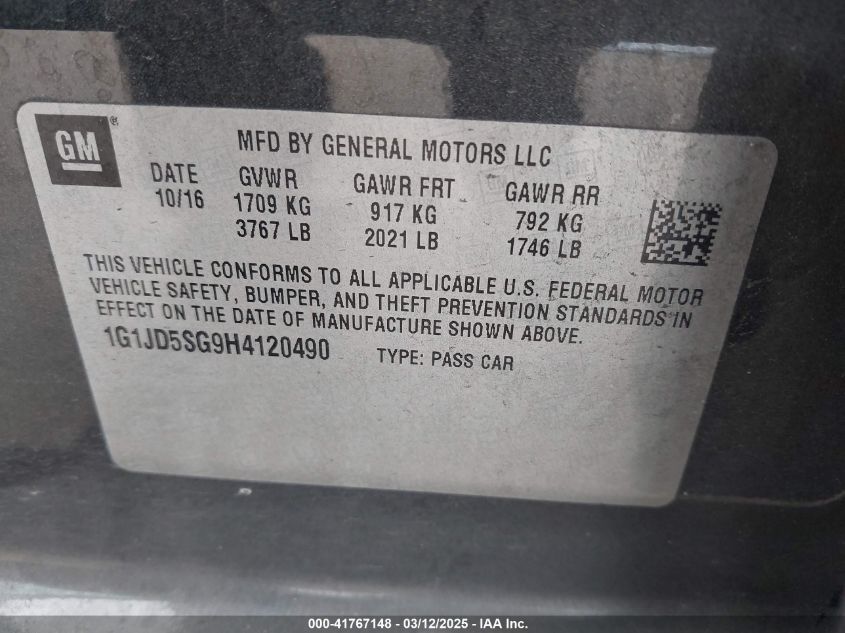 GM®
MFD BY GENERAL MOTORS LLC
DATE GVWR GAWR FRT GAWR RR
10/16 1709 KG 917 KG 792 KG
3767 LB 2021 LB 1746 LB
THIS VEHICLE CONFORMS TO ALL APPLICABLE U.S. FEDERAL MOTOR
VEHICLE SAFETY, BUMPER, AND THEFT PREVENTION STANDARDS IN
EFFECT ON THE DATE OF MANUFACTURE SHOWN ABOVE.
1G1JD5SG9H4120490 TYPE: PASS CAR
000-41767148 - 03/12/2025 - IAA Inc.